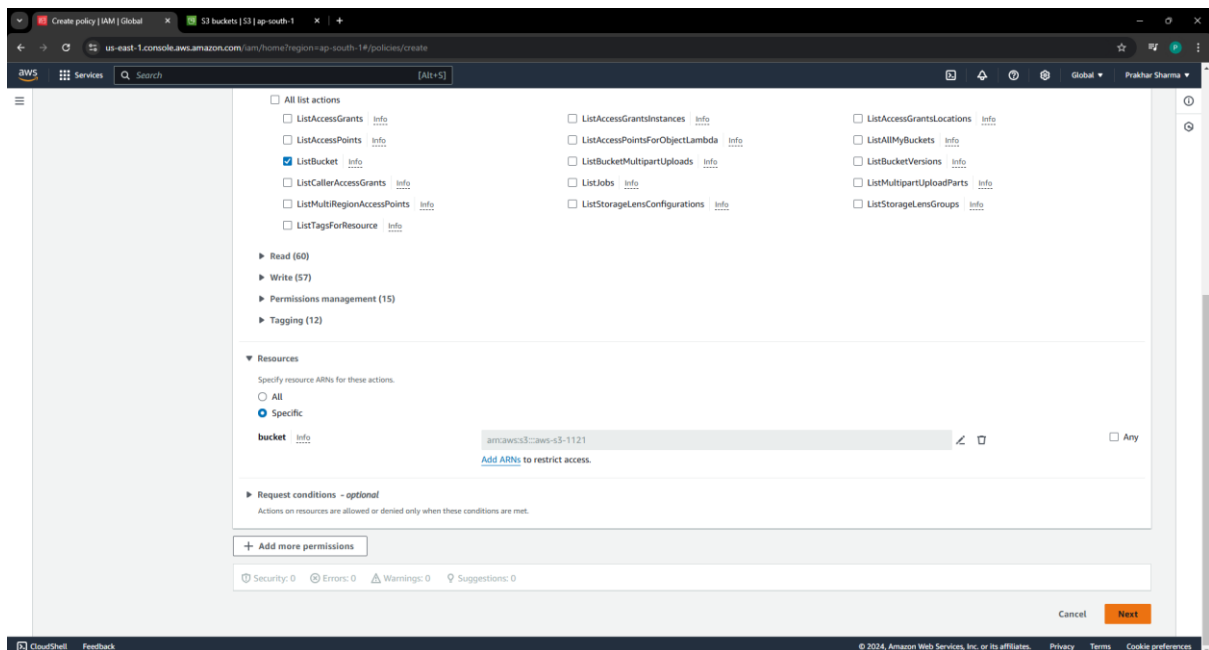 Create policy | IAM | Global
S3 buckets | S3 | ap-south-1
us-east-1.console.aws.amazon.com/iam/home?region=ap-south-1#/policies/create
P
aws
Services
Search
[Alt+S]
Global
Prakhar Sharma
All list actions
ListAccessGrants Info
ListAccessGrantsInstances Info
ListAccessGrantsLocations Info
ListAccessPoints Info
ListAccessPointsForObjectLambda Info
ListAllMyBuckets Info
ListBucket Info
ListBucketMultipartUploads Info
ListBucketVersions Info
ListCallerAccessGrants Info
ListJobs Info
ListMultipartUploadParts Info
ListMultiRegionAccessPoints Info
ListStorageLensConfigurations Info
ListStorageLensGroups Info
ListTagsForResource Info
Read (60)
Write (57)
Permissions management (15)
Tagging (12)
Resources
Specify resource ARNs for these actions.
All
Specific
bucket Info
arn:aws:s3:::aws-s3-1121
Any
Add ARNs to restrict access.
Request conditions - optional
Actions on resources are allowed or denied only when these conditions are met.
+ Add more permissions
Security: 0 Errors: 0 Warnings: 0 Suggestions: 0
Cancel
Next
CloudShell Feedback
© 2024, Amazon Web Services, Inc. or its affiliates. Privacy Terms Cookie preferences